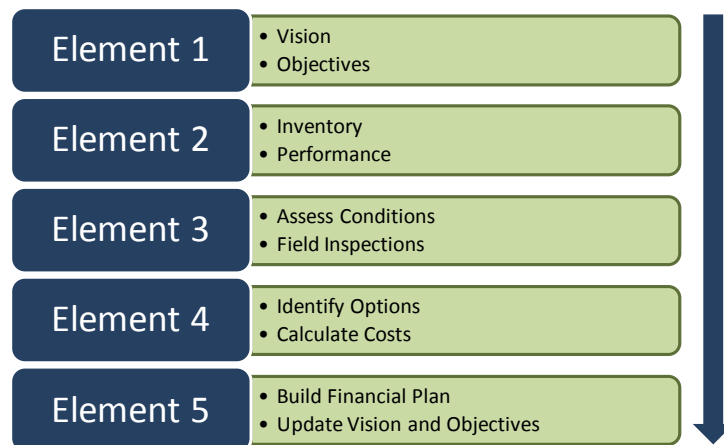 Element 1
• Vision
• Objectives
Element 2
• Inventory
• Performance
Element 3
• Assess Conditions
• Field Inspections
Element 4
• Identify Options
• Calculate Costs
Element 5
• Build Financial Plan
• Update Vision and Objectives